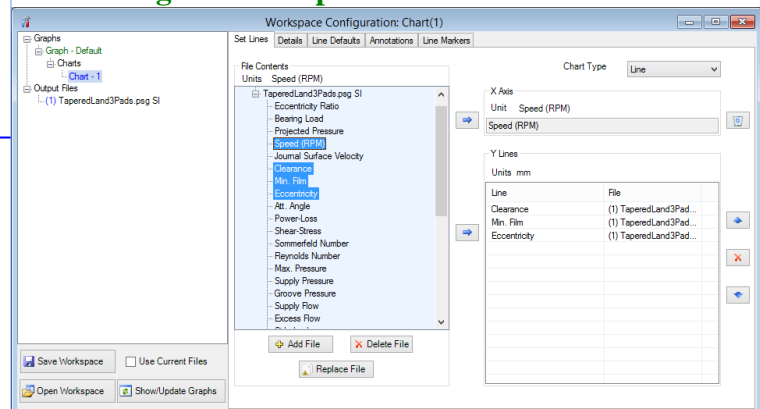 Workspace Configuration: Chart(1)
Graphs
Graph - Default
Charts
Chart - 1
Output Files
(1) TaperedLand3Pads.psg SI
Save Workspace
Use Current Files
Open Workspace
Show/Update Graphs
Set Lines
Details
Line Defaults
Annotations
Line Markers
File Contents
Units Speed (RPM)
TaperedLand3Pads.psg SI
Eccentricity Ratio
Bearing Load
Projected Pressure
Speed (RPM)
Journal Surface Velocity
Clearance
Min. Film
Eccentricity
Att. Angle
Power-Loss
Shear-Stress
Sommerfeld Number
Reynolds Number
Max. Pressure
Supply Pressure
Groove Pressure
Supply Flow
Excess Flow
Add File
Delete File
Replace File
Chart Type Line
X Axis
Unit Speed (RPM)
Speed (RPM)
Y Lines
Units mm
Line File
Clearance (1) TaperedLand3Pad...
Min. Film (1) TaperedLand3Pad...
Eccentricity (1) TaperedLand3Pad...